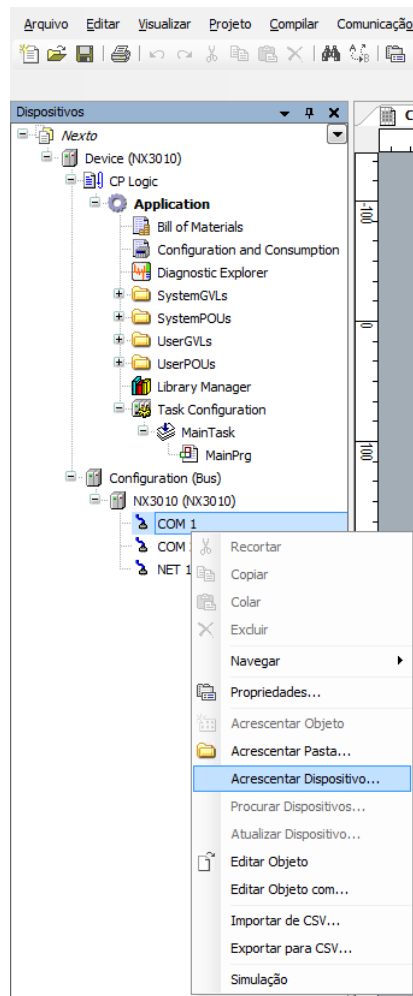 Arquivo Editar Visualizar Projeto Compilar Comunicação
Dispositivos
Nexto
Device (NX3010)
CP Logic
Application
Bill of Materials
Configuration and Consumption
Diagnostic Explorer
SystemGVLs
SystemPOUs
UserGVLs
UserPOUs
Library Manager
Task Configuration
MainTask
MainPrg
Configuration (Bus)
NX3010 (NX3010)
COM 1
COM
NET 1
Recortar
Copiar
Colar
Excluir
Navegar
Propriedades...
Acrescentar Objeto
Acrescentar Pasta...
Acrescentar Dispositivo...
Procurar Dispositivos...
Atualizar Dispositivo...
Editar Objeto
Editar Objeto com...
Importar de CSV...
Exportar para CSV...
Simulação
C
-100
0
100